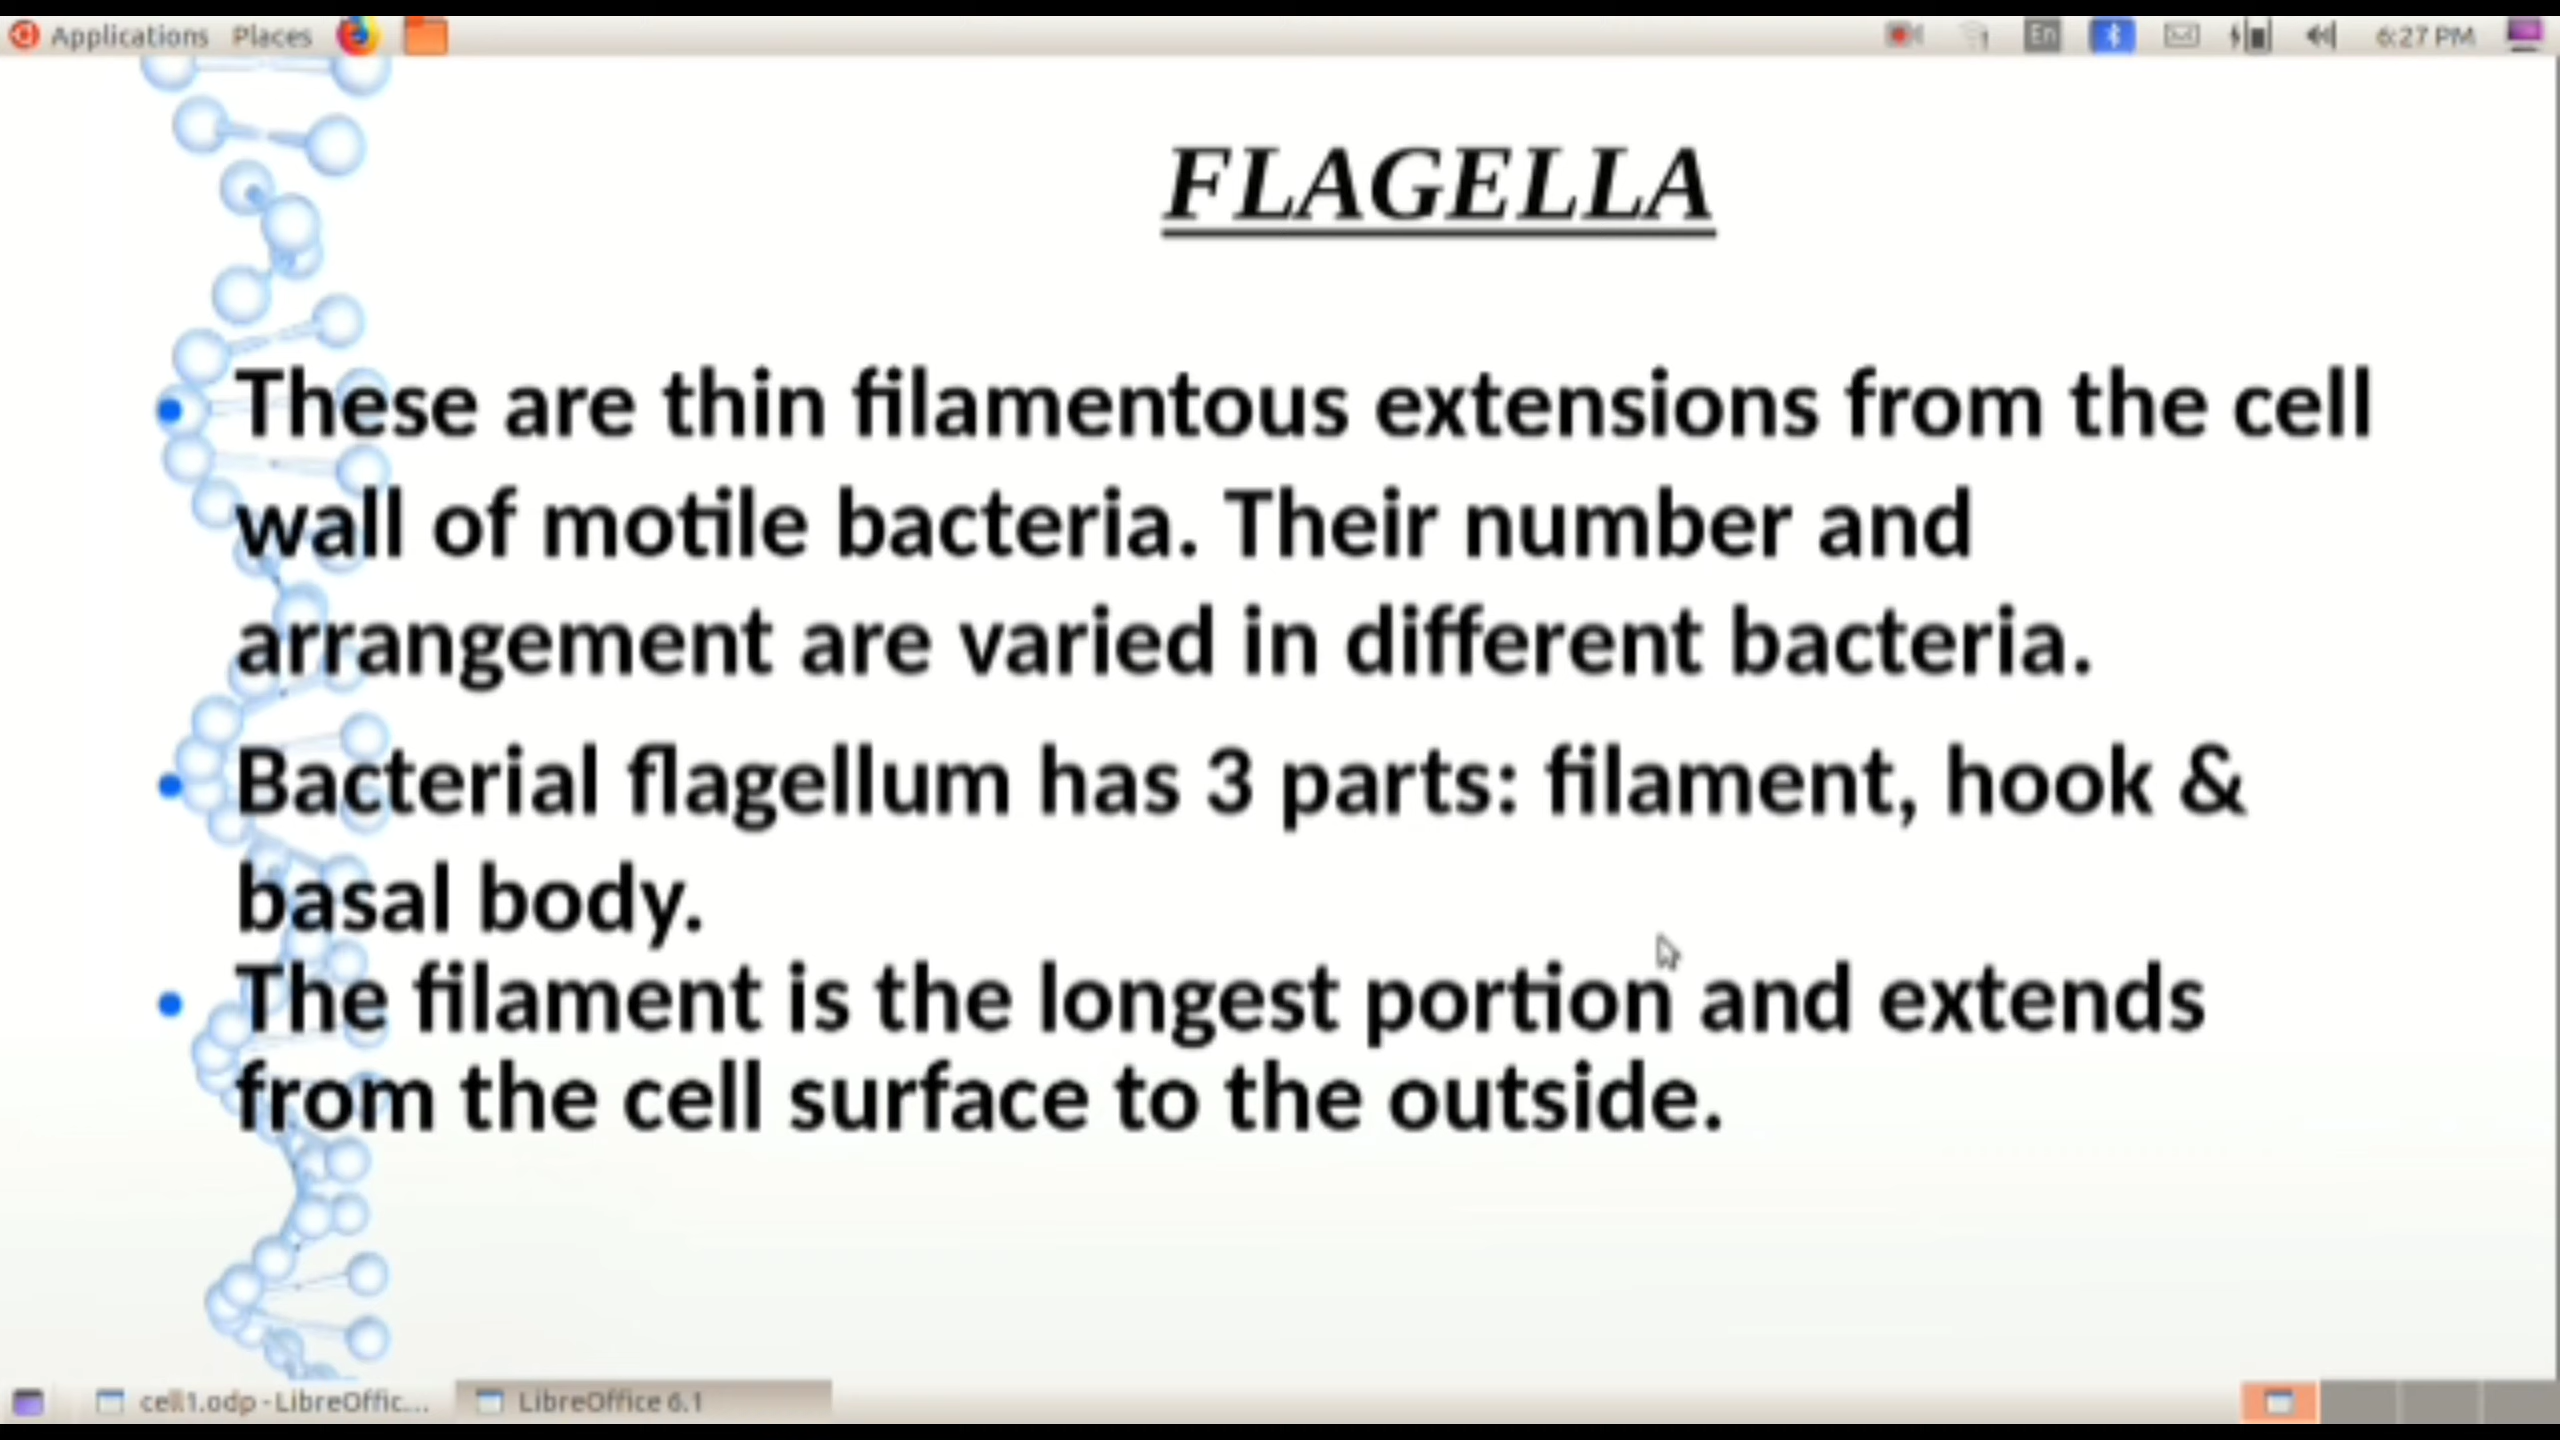 Applications Places En 6:27 PM
FLAGELLA
• These are thin filamentous extensions from the cell
wall of motile bacteria. Their number and
arrangement are varied in different bacteria.
• Bacterial flagellum has 3 parts: filament, hook &
basal body.
• The filament is the longest portion and extends
from the cell surface to the outside.
cell1.odp - LibreOffic... LibreOffice 6.1